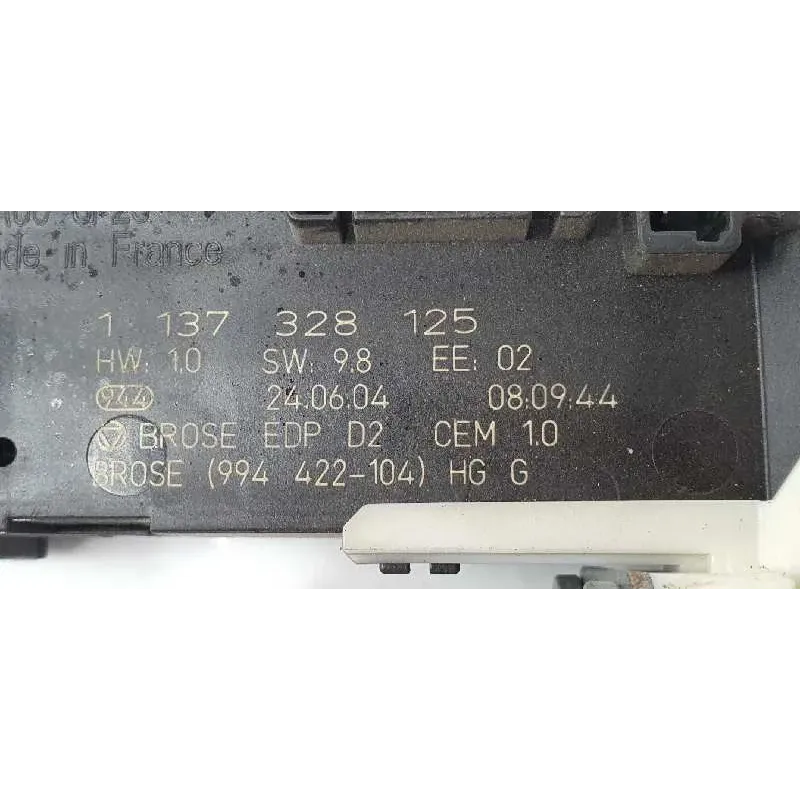 in France
1 137 328 125
HW: 1.0 SW: 9.8 EE: 02
944 24.06.04 08:09:44
BROSE EDP D2 CEM 1.0
BROSE (994 422-104) HG G